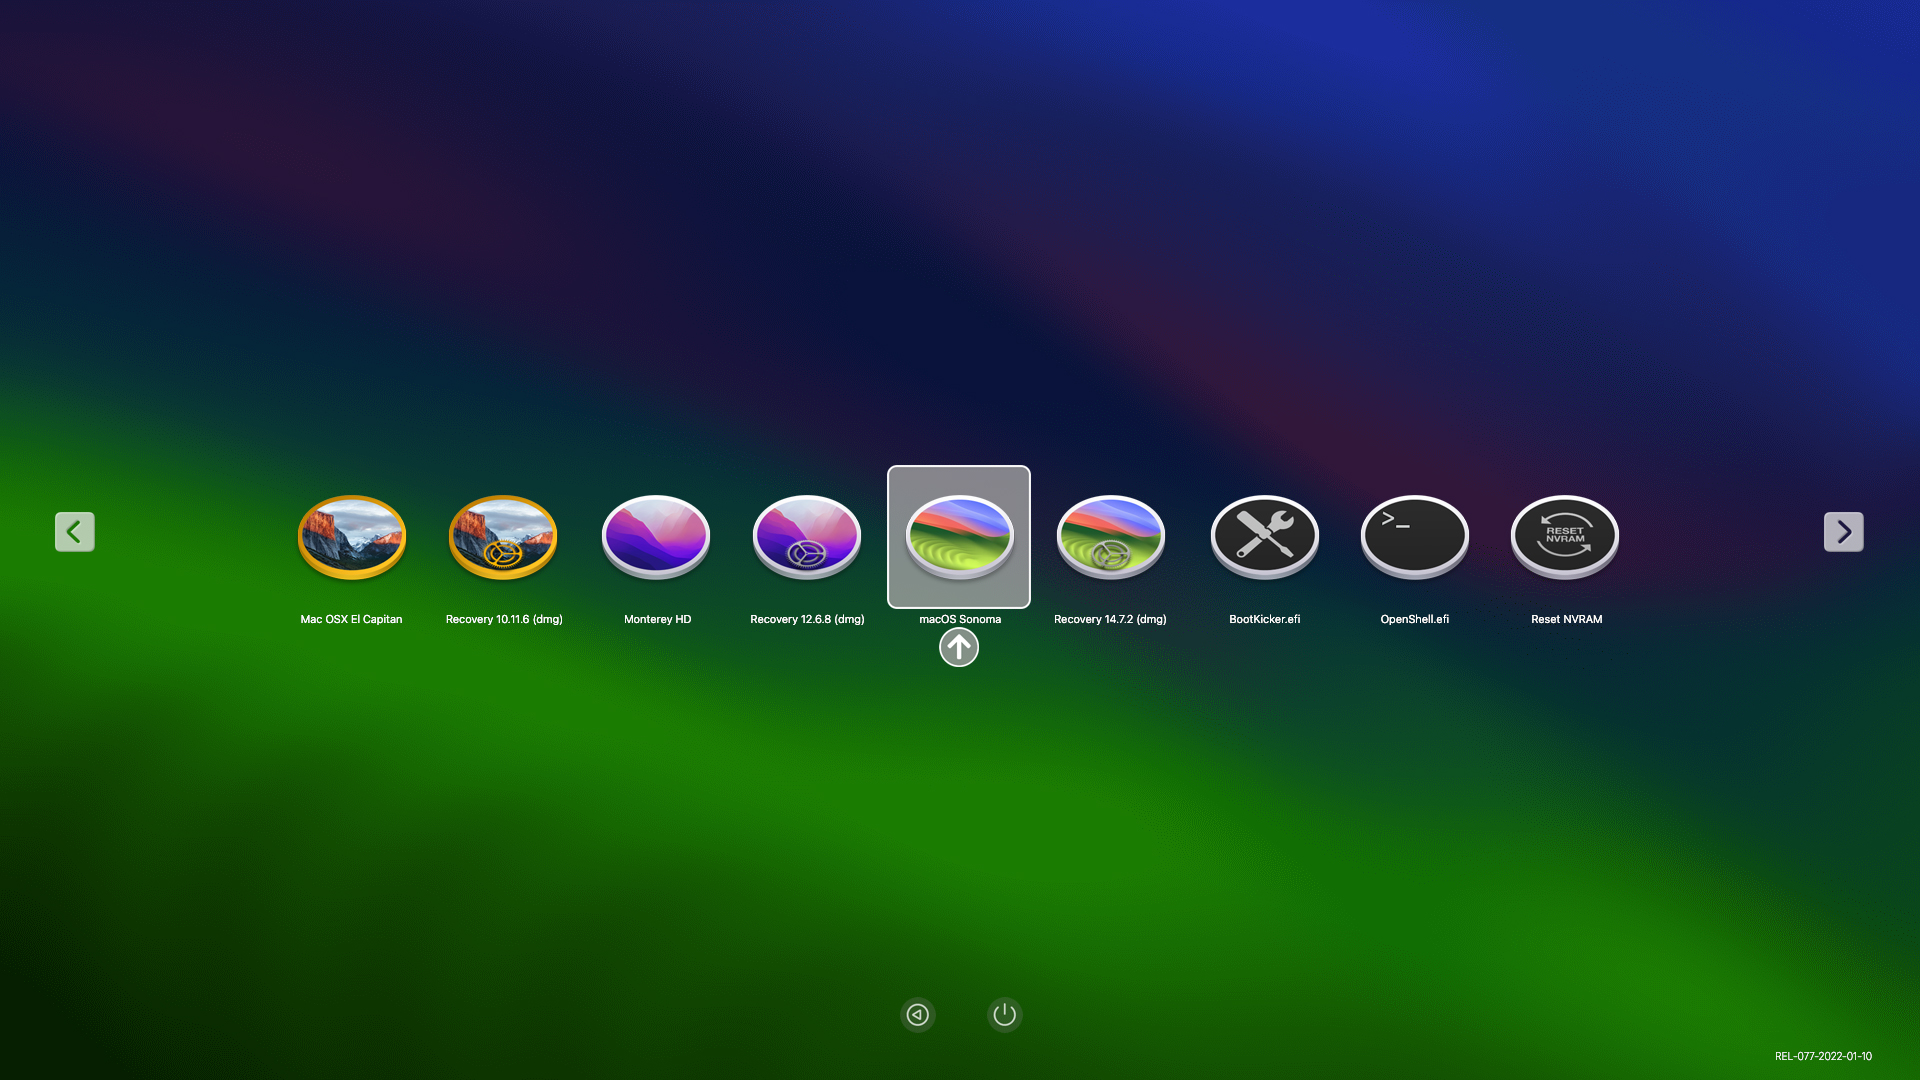 Mac OSX El Capitan
Recovery 10.11.6 (dmg)
Monterey HD
Recovery 12.6.8 (dmg)
macOS Sonoma
Recovery 14.7.2 (dmg)
BootKicker.efi
>_
OpenShell.efi
RESET
NVRAM
Reset NVRAM
REL-077-2022-01-10